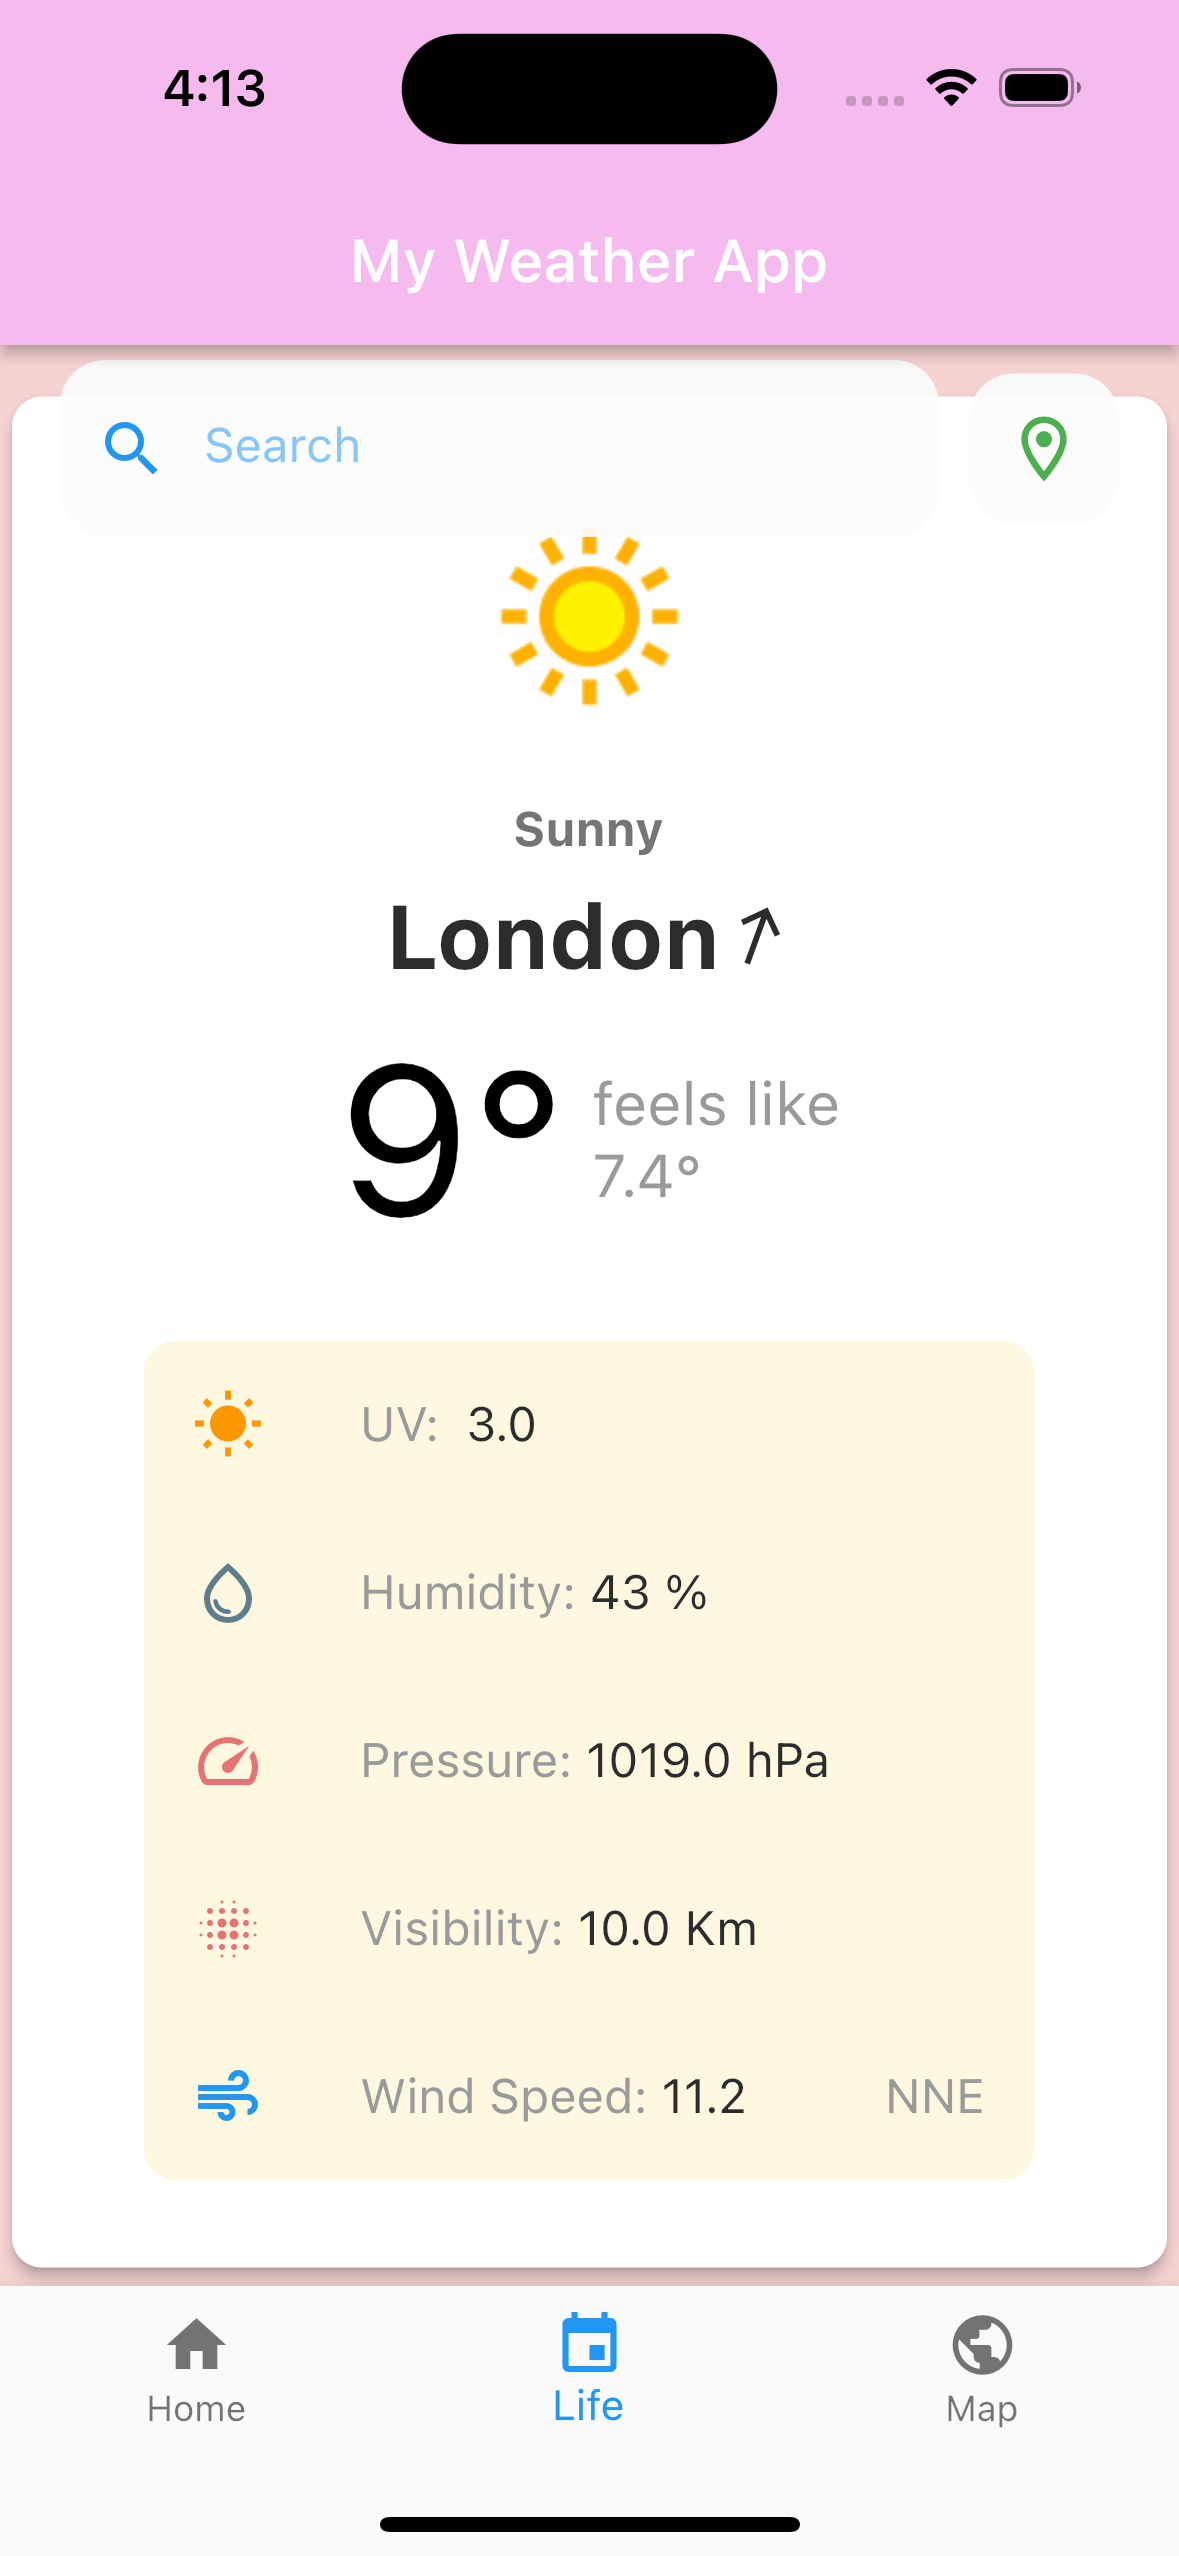 4:13
My Weather App
Search
Sunny
London
9°
feels like
7.4°
UV: 3.0
Humidity: 43 %
Pressure: 1019.0 hPa
Visibility: 10.0 Km
Wind Speed: 11.2 NNE
Home Life Map